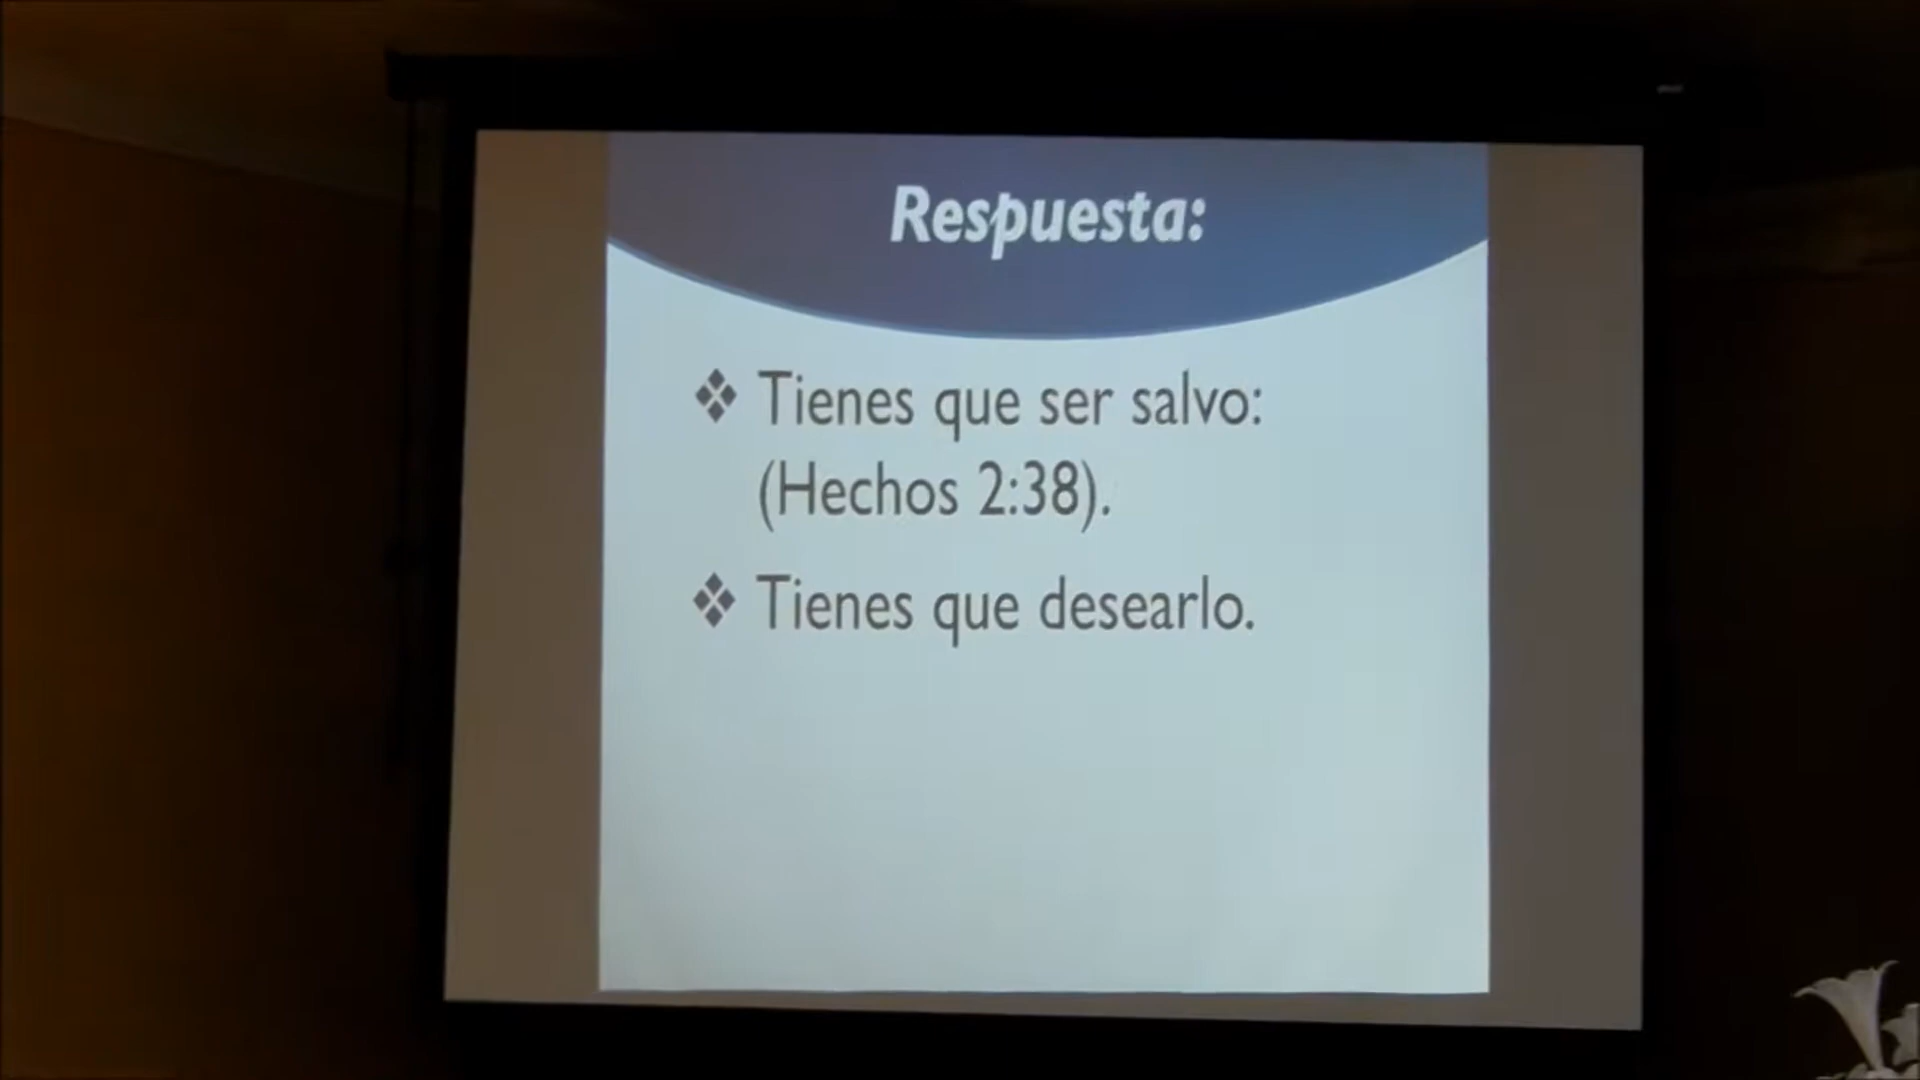 Respuesta:
❖ Tienes que ser salvo:
(Hechos 2:38).
❖ Tienes que desearlo.